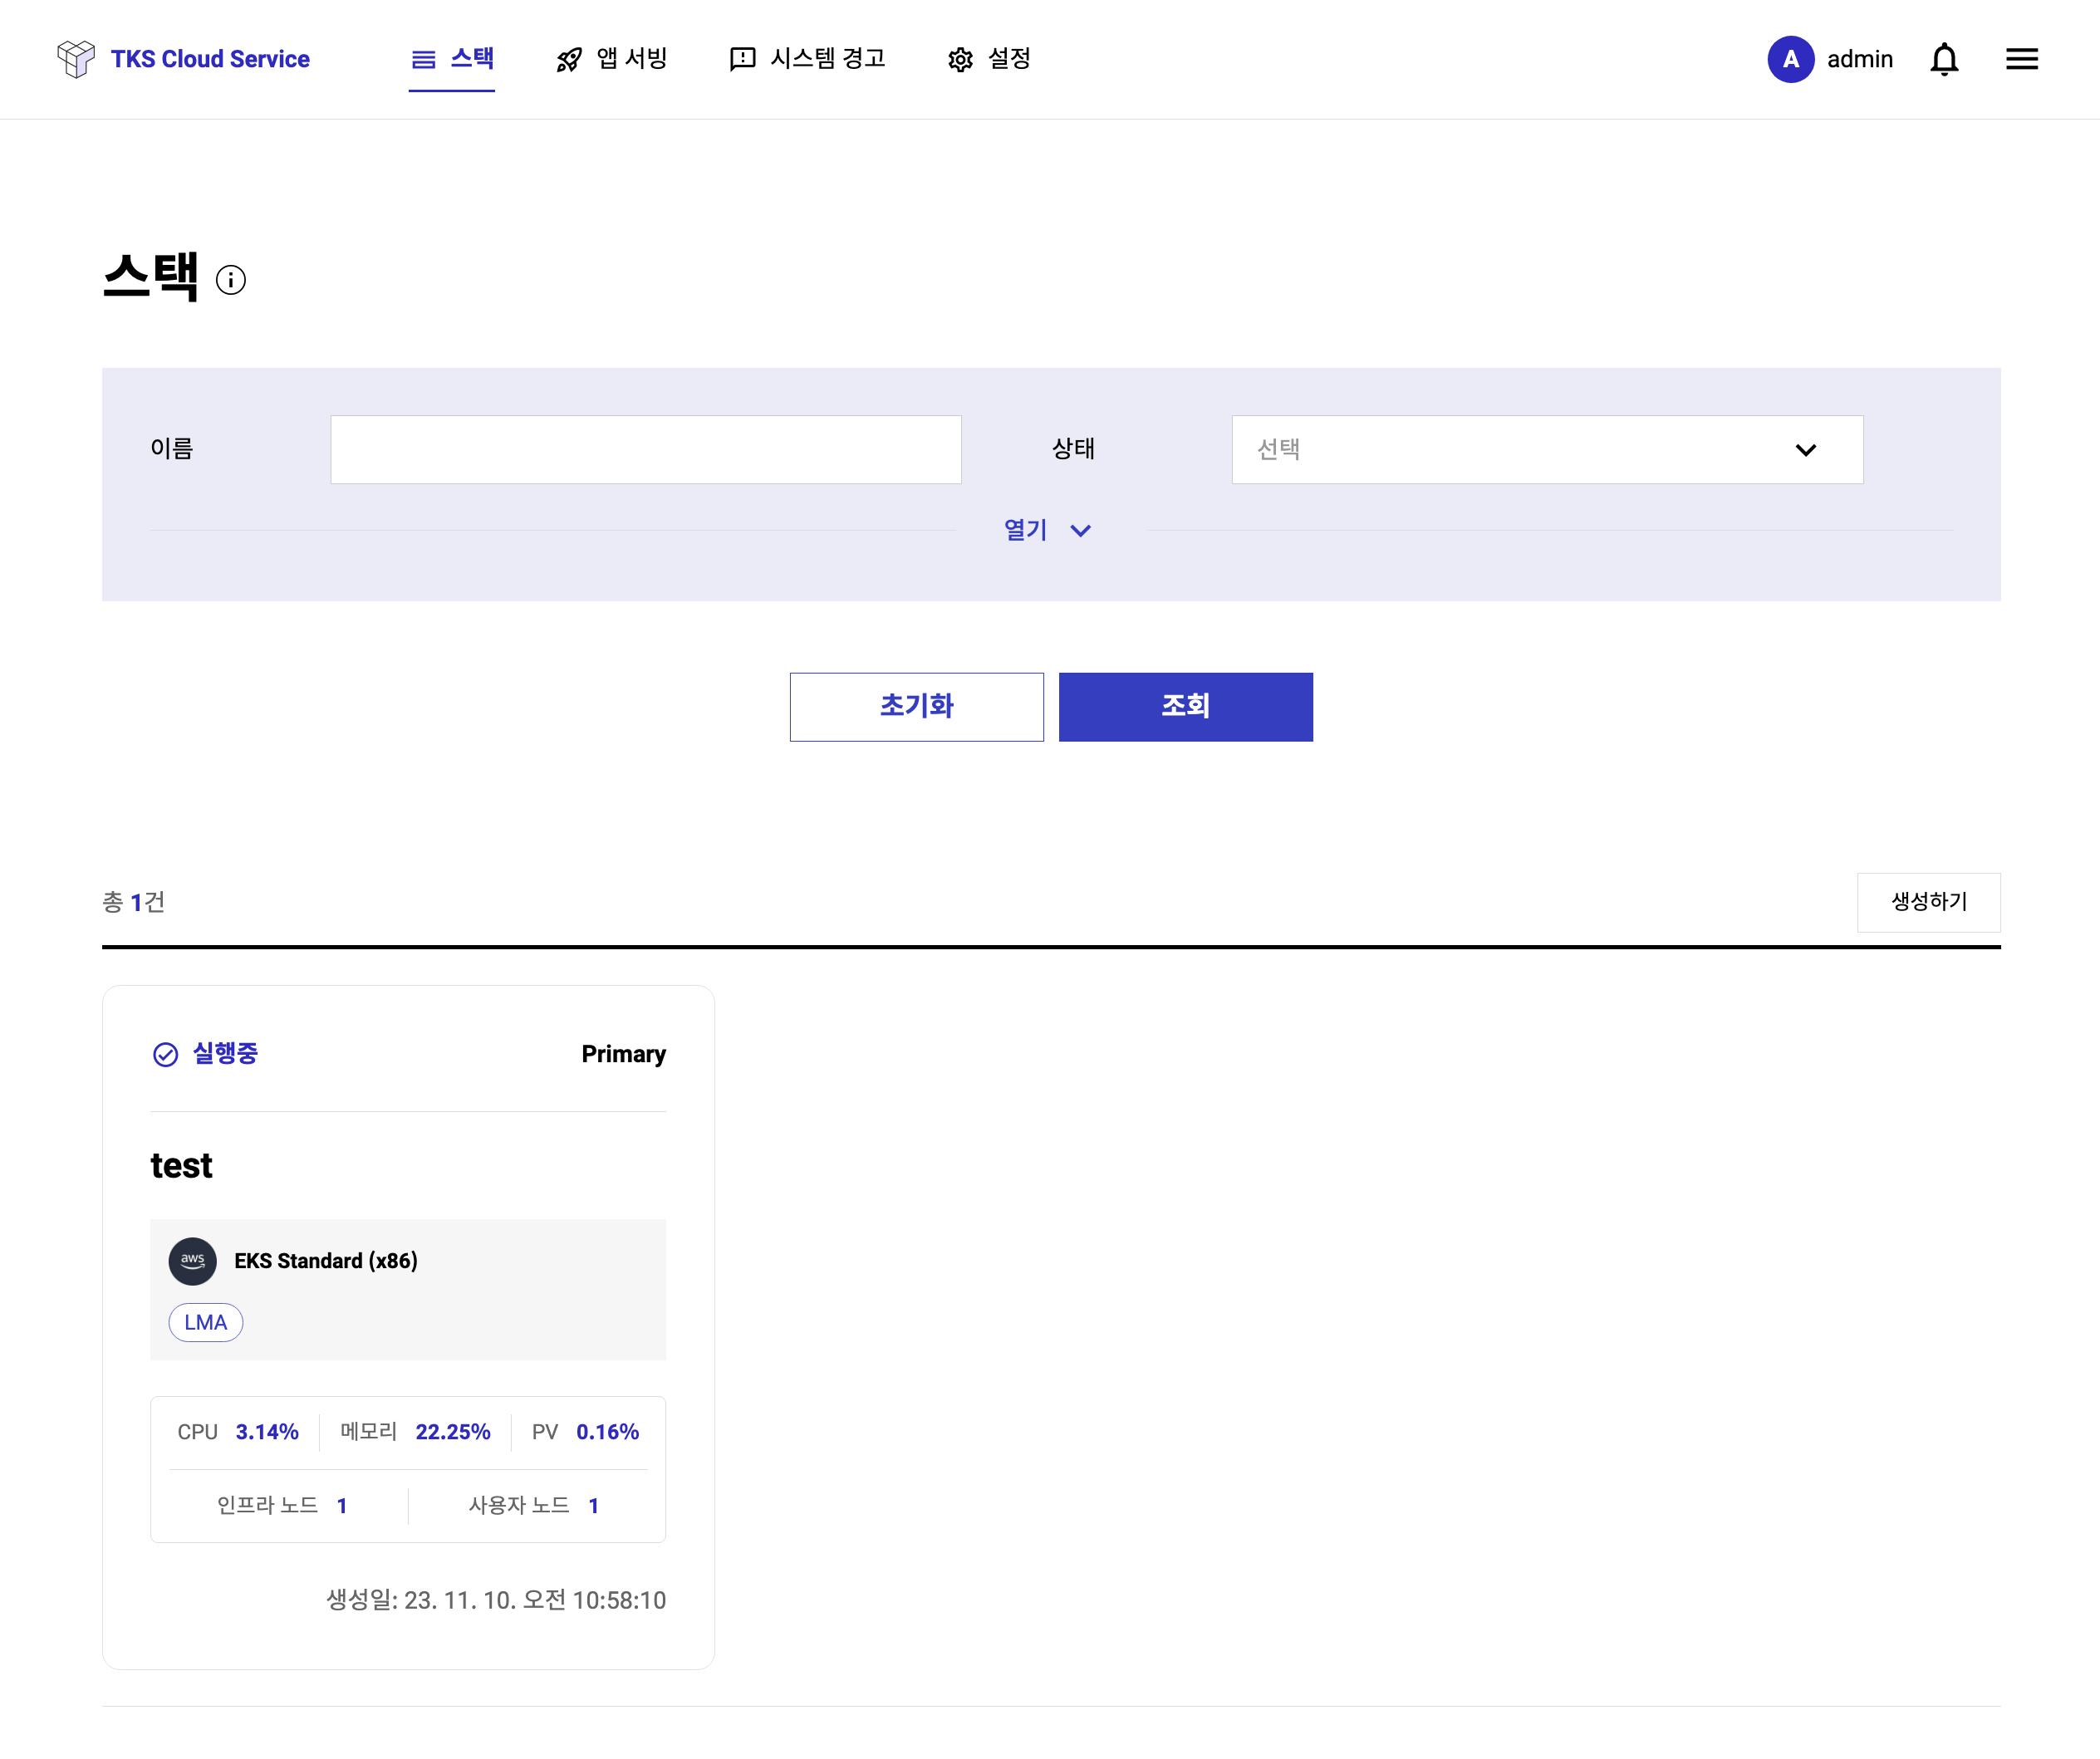 TKS Cloud Service 스택 앱 서빙 시스템 경고 설정 A admin
스택
이름 상태 선택
열기
초기화 조회
총 1건 생성하기
실행중 Primary
test
aws EKS Standard (x86)
LMA
CPU 3.14% 메모리 22.25% PV 0.16%
인프라 노드 1 사용자 노드 1
생성일: 23. 11. 10. 오전 10:58:10